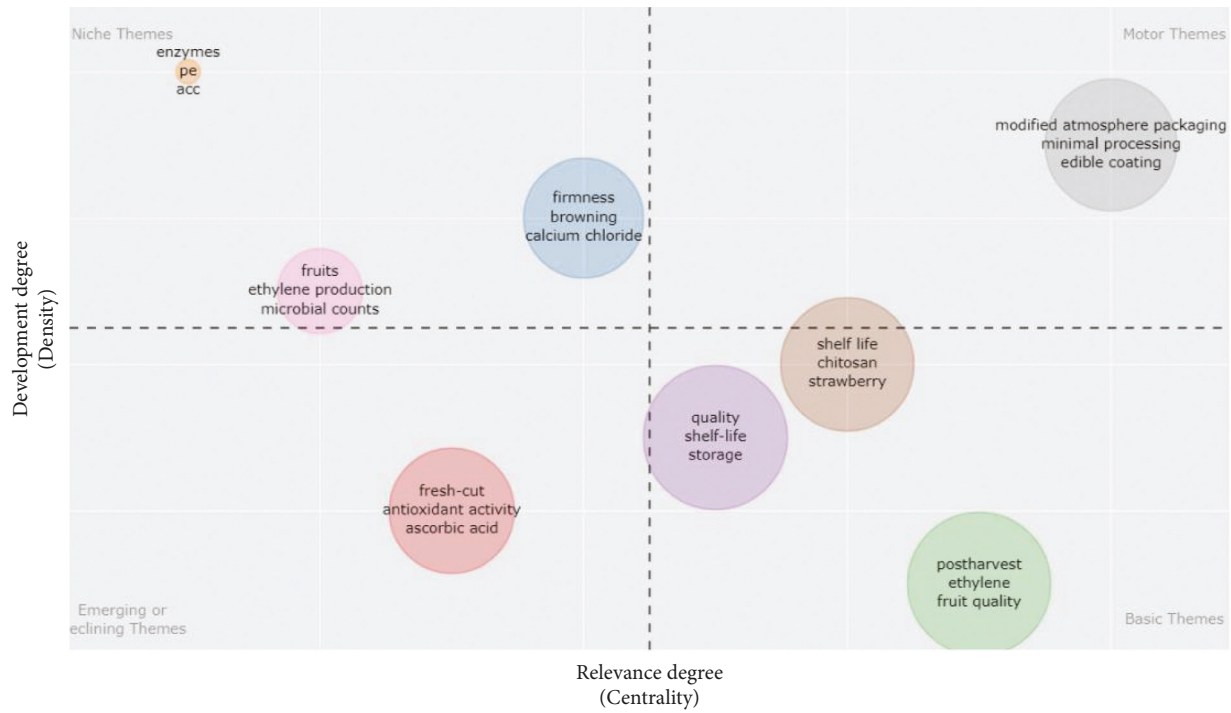 Niche Themes
Motor Themes
enzymes
pe
acc
modified atmosphere packaging
minimal processing
edible coating
firmness
browning
calcium chloride
fruits
ethylene production
microbial counts
shelf life
chitosan
strawberry
quality
shelf-life
storage
fresh-cut
antioxidant activity
ascorbic acid
postharvest
ethylene
fruit quality
Emerging or
eclining Themes
Basic Themes
Development degree
(Density)
Relevance degree
(Centrality)